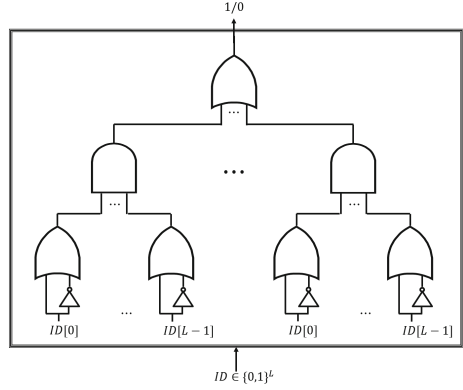 1/0
...
...
... ...
... ...
ID[0] ID[L − 1] ID[0] ID[L − 1]
ID ∈ {0,1}^L